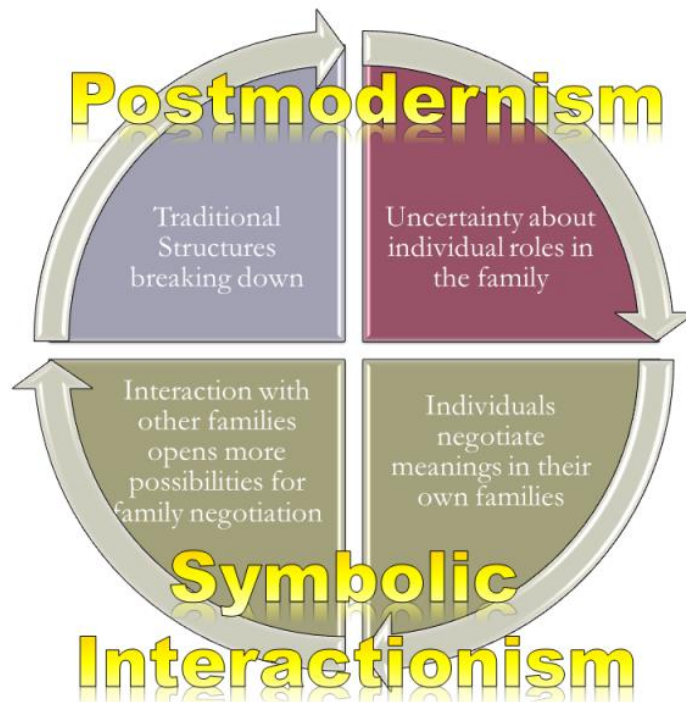 Postmodernism
Traditional
Structures
breaking down
Uncertainty about
individual roles in
the family
Interaction with
other families
opens more
possibilities for
family negotiation
Individuals
negotiate
meanings in their
own families
Symbolic
Interactionism